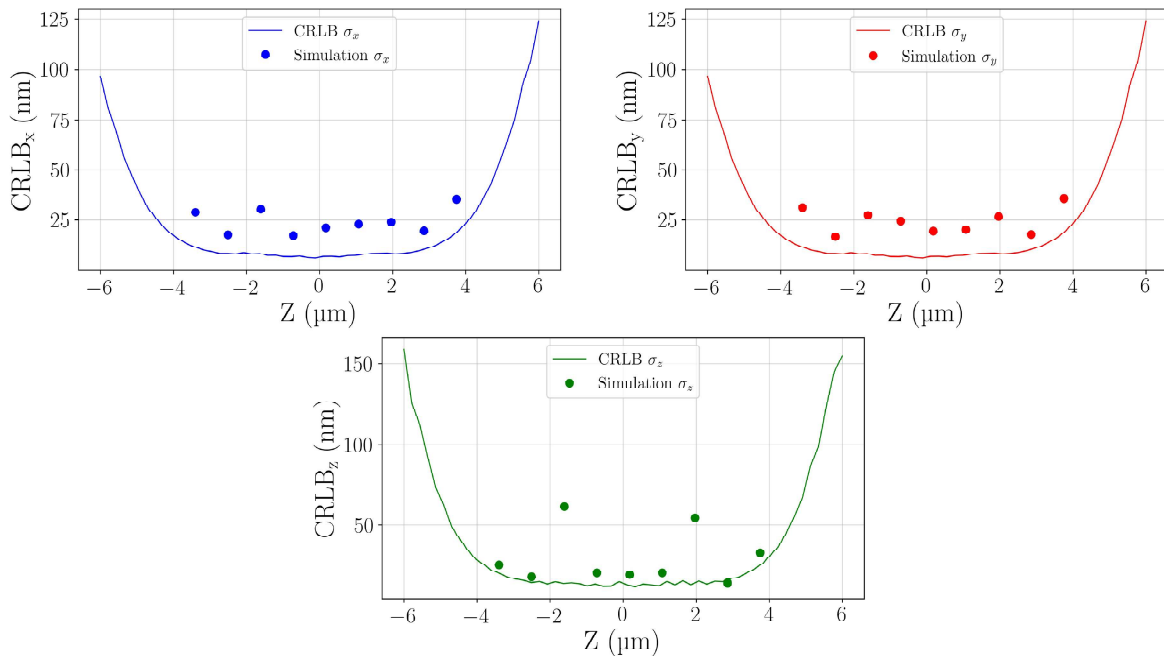 CRLB σx
Simulation σx
125
100
75
50
25
CRLBx (nm)
−6 −4 −2 0 2 4 6
Z (µm)
CRLB σy
Simulation σy
125
100
75
50
25
CRLBy (nm)
−6 −4 −2 0 2 4 6
Z (µm)
CRLB σz
Simulation σz
150
100
50
CRLBz (nm)
−6 −4 −2 0 2 4 6
Z (µm)